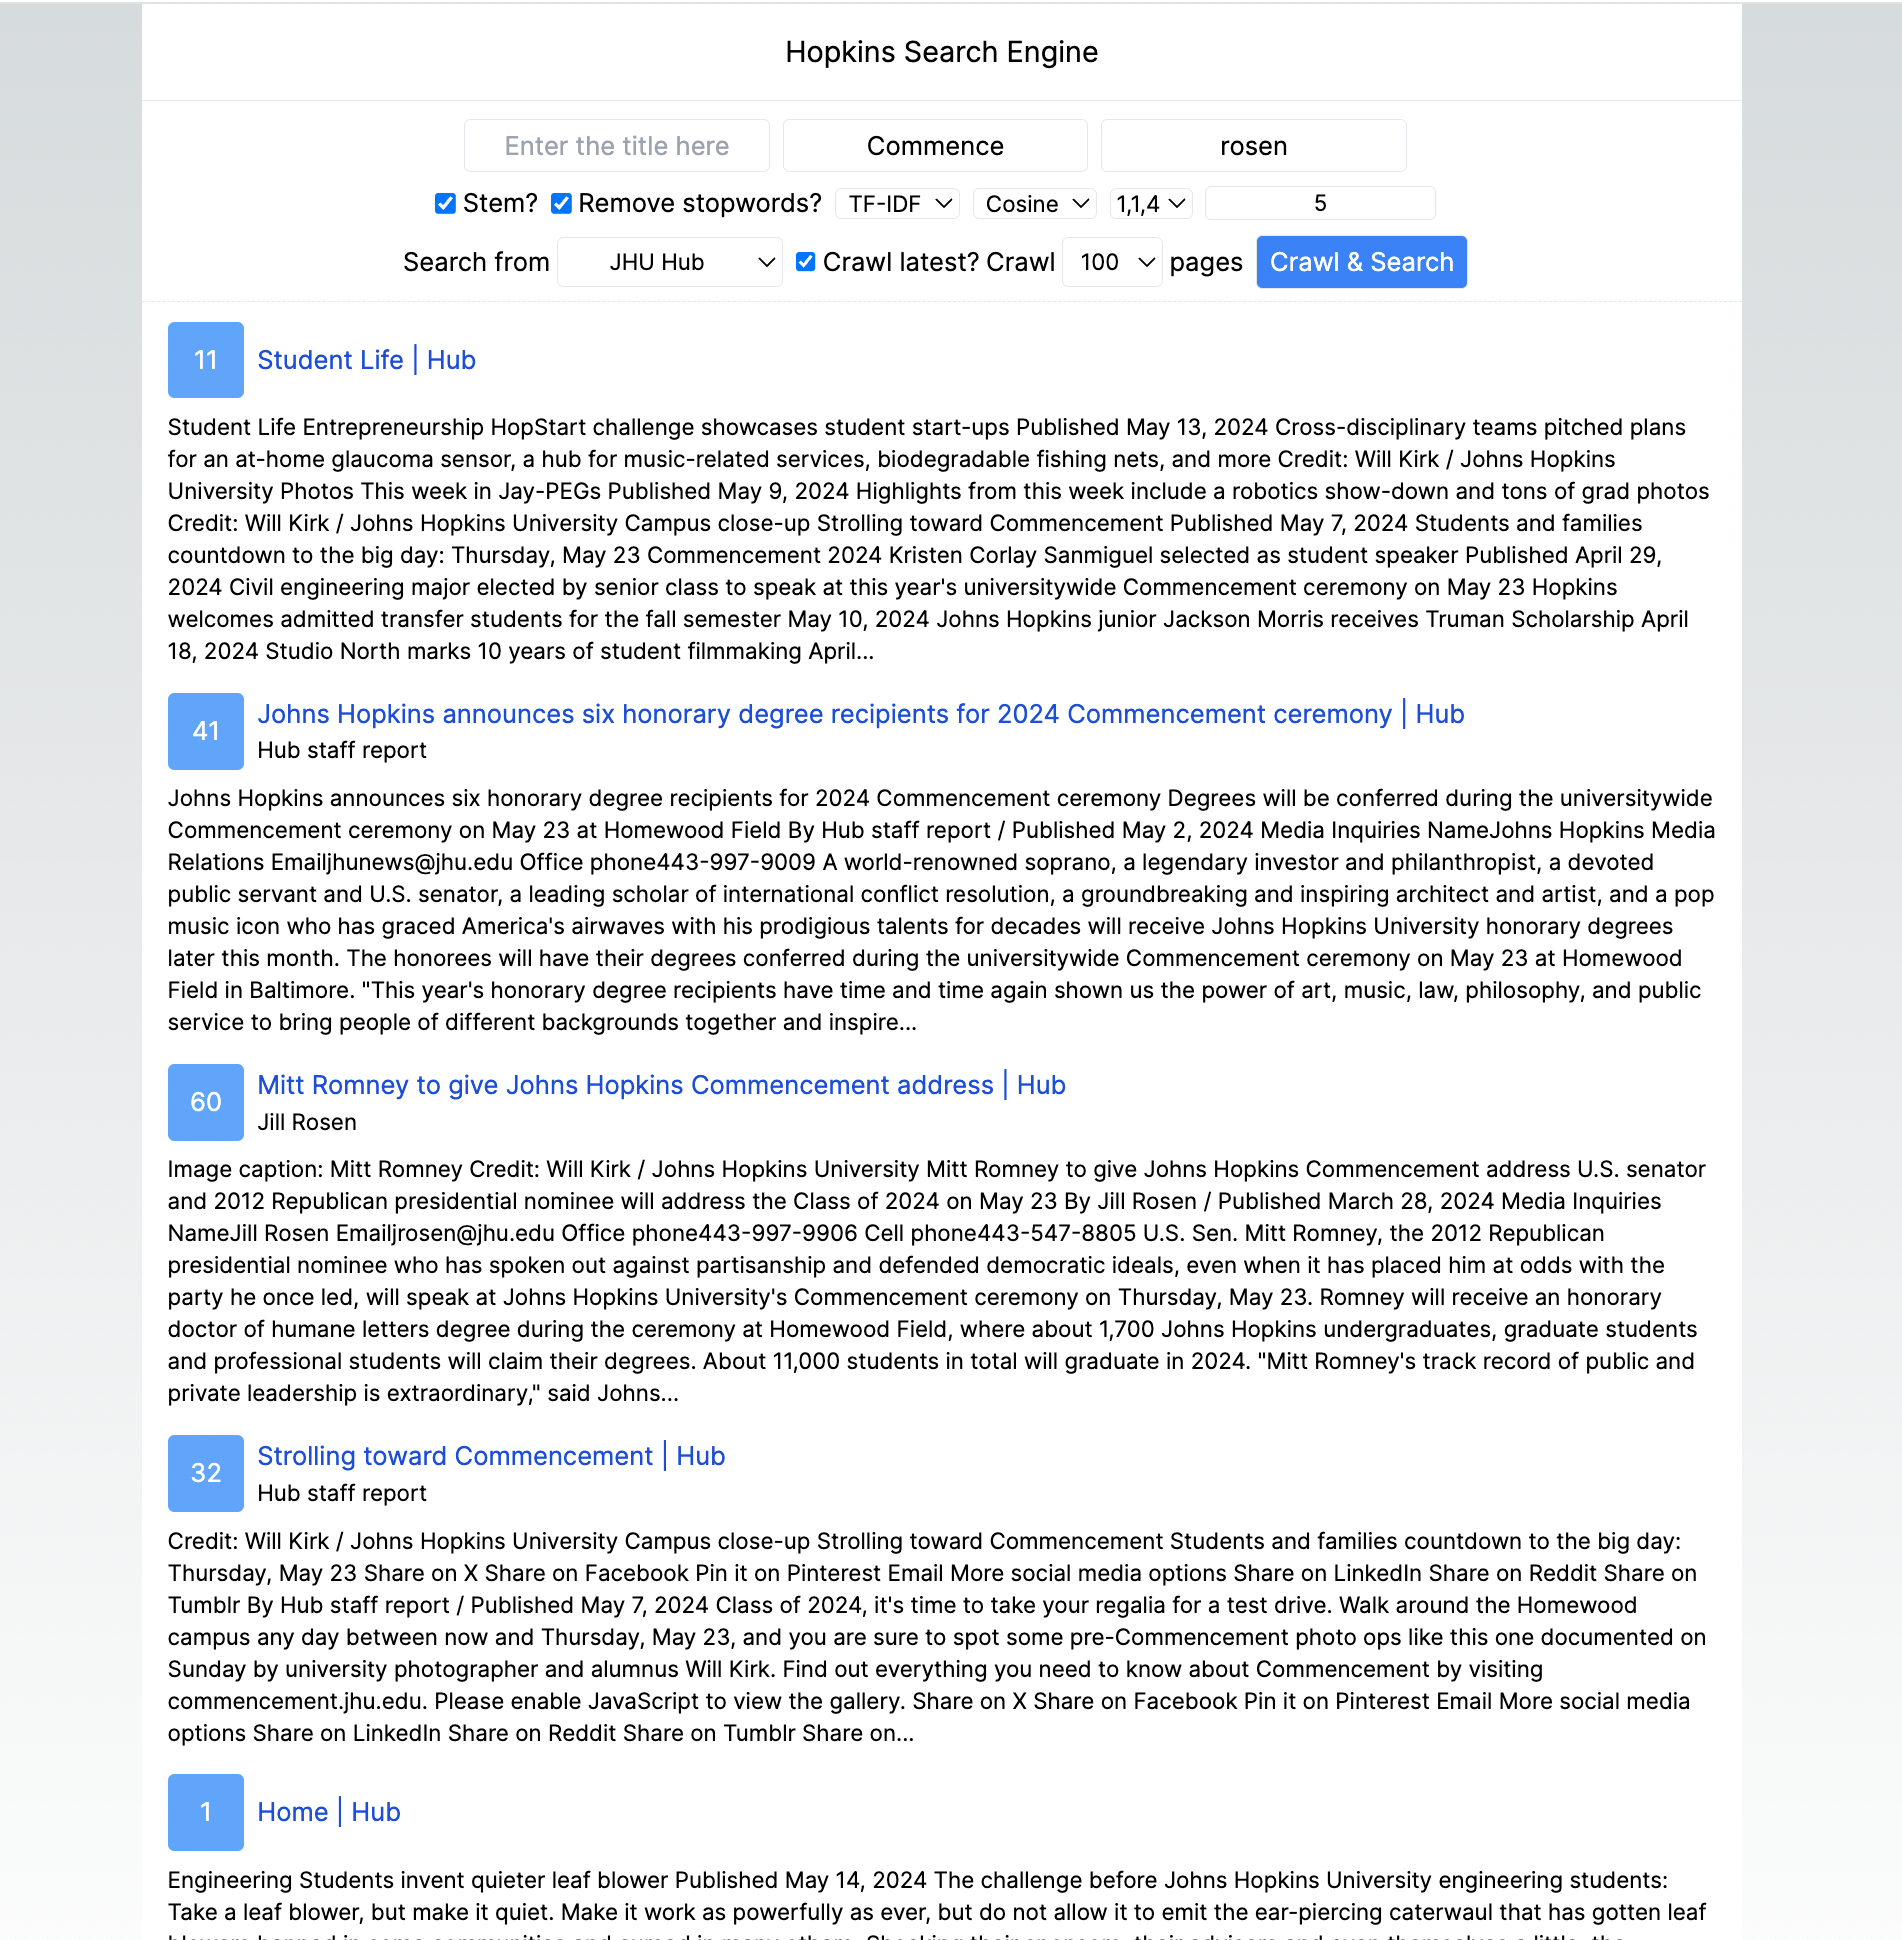 Hopkins Search Engine
Enter the title here Commence rosen
Stem? Remove stopwords? TF-IDF Cosine 1,1,4 5
Search from JHU Hub Crawl latest? Crawl 100 pages Crawl & Search
11 Student Life | Hub
Student Life Entrepreneurship HopStart challenge showcases student start-ups Published May 13, 2024 Cross-disciplinary teams pitched plans
for an at-home glaucoma sensor, a hub for music-related services, biodegradable fishing nets, and more Credit: Will Kirk / Johns Hopkins
University Photos This week in Jay-PEGs Published May 9, 2024 Highlights from this week include a robotics show-down and tons of grad photos
Credit: Will Kirk / Johns Hopkins University Campus close-up Strolling toward Commencement Published May 7, 2024 Students and families
countdown to the big day: Thursday, May 23 Commencement 2024 Kristen Corlay Sanmiguel selected as student speaker Published April 29,
2024 Civil engineering major elected by senior class to speak at this year's universitywide Commencement ceremony on May 23 Hopkins
welcomes admitted transfer students for the fall semester May 10, 2024 Johns Hopkins junior Jackson Morris receives Truman Scholarship April
18, 2024 Studio North marks 10 years of student filmmaking April...
41 Johns Hopkins announces six honorary degree recipients for 2024 Commencement ceremony | Hub
Hub staff report
Johns Hopkins announces six honorary degree recipients for 2024 Commencement ceremony Degrees will be conferred during the universitywide
Commencement ceremony on May 23 at Homewood Field By Hub staff report / Published May 2, 2024 Media Inquiries NameJohns Hopkins Media
Relations Emailjhunews@jhu.edu Office phone443-997-9009 A world-renowned soprano, a legendary investor and philanthropist, a devoted
public servant and U.S. senator, a leading scholar of international conflict resolution, a groundbreaking and inspiring architect and artist, and a pop
music icon who has graced America's airwaves with his prodigious talents for decades will receive Johns Hopkins University honorary degrees
later this month. The honorees will have their degrees conferred during the universitywide Commencement ceremony on May 23 at Homewood
Field in Baltimore. "This year's honorary degree recipients have time and time again shown us the power of art, music, law, philosophy, and public
service to bring people of different backgrounds together and inspire...
60 Mitt Romney to give Johns Hopkins Commencement address | Hub
Jill Rosen
Image caption: Mitt Romney Credit: Will Kirk / Johns Hopkins University Mitt Romney to give Johns Hopkins Commencement address U.S. senator
and 2012 Republican presidential nominee will address the Class of 2024 on May 23 By Jill Rosen / Published March 28, 2024 Media Inquiries
NameJill Rosen Emailjrosen@jhu.edu Office phone443-997-9906 Cell phone443-547-8805 U.S. Sen. Mitt Romney, the 2012 Republican
presidential nominee who has spoken out against partisanship and defended democratic ideals, even when it has placed him at odds with the
party he once led, will speak at Johns Hopkins University's Commencement ceremony on Thursday, May 23. Romney will receive an honorary
doctor of humane letters degree during the ceremony at Homewood Field, where about 1,700 Johns Hopkins undergraduates, graduate students
and professional students will claim their degrees. About 11,000 students in total will graduate in 2024. "Mitt Romney's track record of public and
private leadership is extraordinary," said Johns...
32 Strolling toward Commencement | Hub
Hub staff report
Credit: Will Kirk / Johns Hopkins University Campus close-up Strolling toward Commencement Students and families countdown to the big day:
Thursday, May 23 Share on X Share on Facebook Pin it on Pinterest Email More social media options Share on LinkedIn Share on Reddit Share on
Tumblr By Hub staff report / Published May 7, 2024 Class of 2024, it's time to take your regalia for a test drive. Walk around the Homewood
campus any day between now and Thursday, May 23, and you are sure to spot some pre-Commencement photo ops like this one documented on
Sunday by university photographer and alumnus Will Kirk. Find out everything you need to know about Commencement by visiting
commencement.jhu.edu. Please enable JavaScript to view the gallery. Share on X Share on Facebook Pin it on Pinterest Email More social media
options Share on LinkedIn Share on Reddit Share on Tumblr Share on...
1 Home | Hub
Engineering Students invent quieter leaf blower Published May 14, 2024 The challenge before Johns Hopkins University engineering students:
Take a leaf blower, but make it quiet. Make it work as powerfully as ever, but do not allow it to emit the ear-piercing caterwaul that has gotten leaf